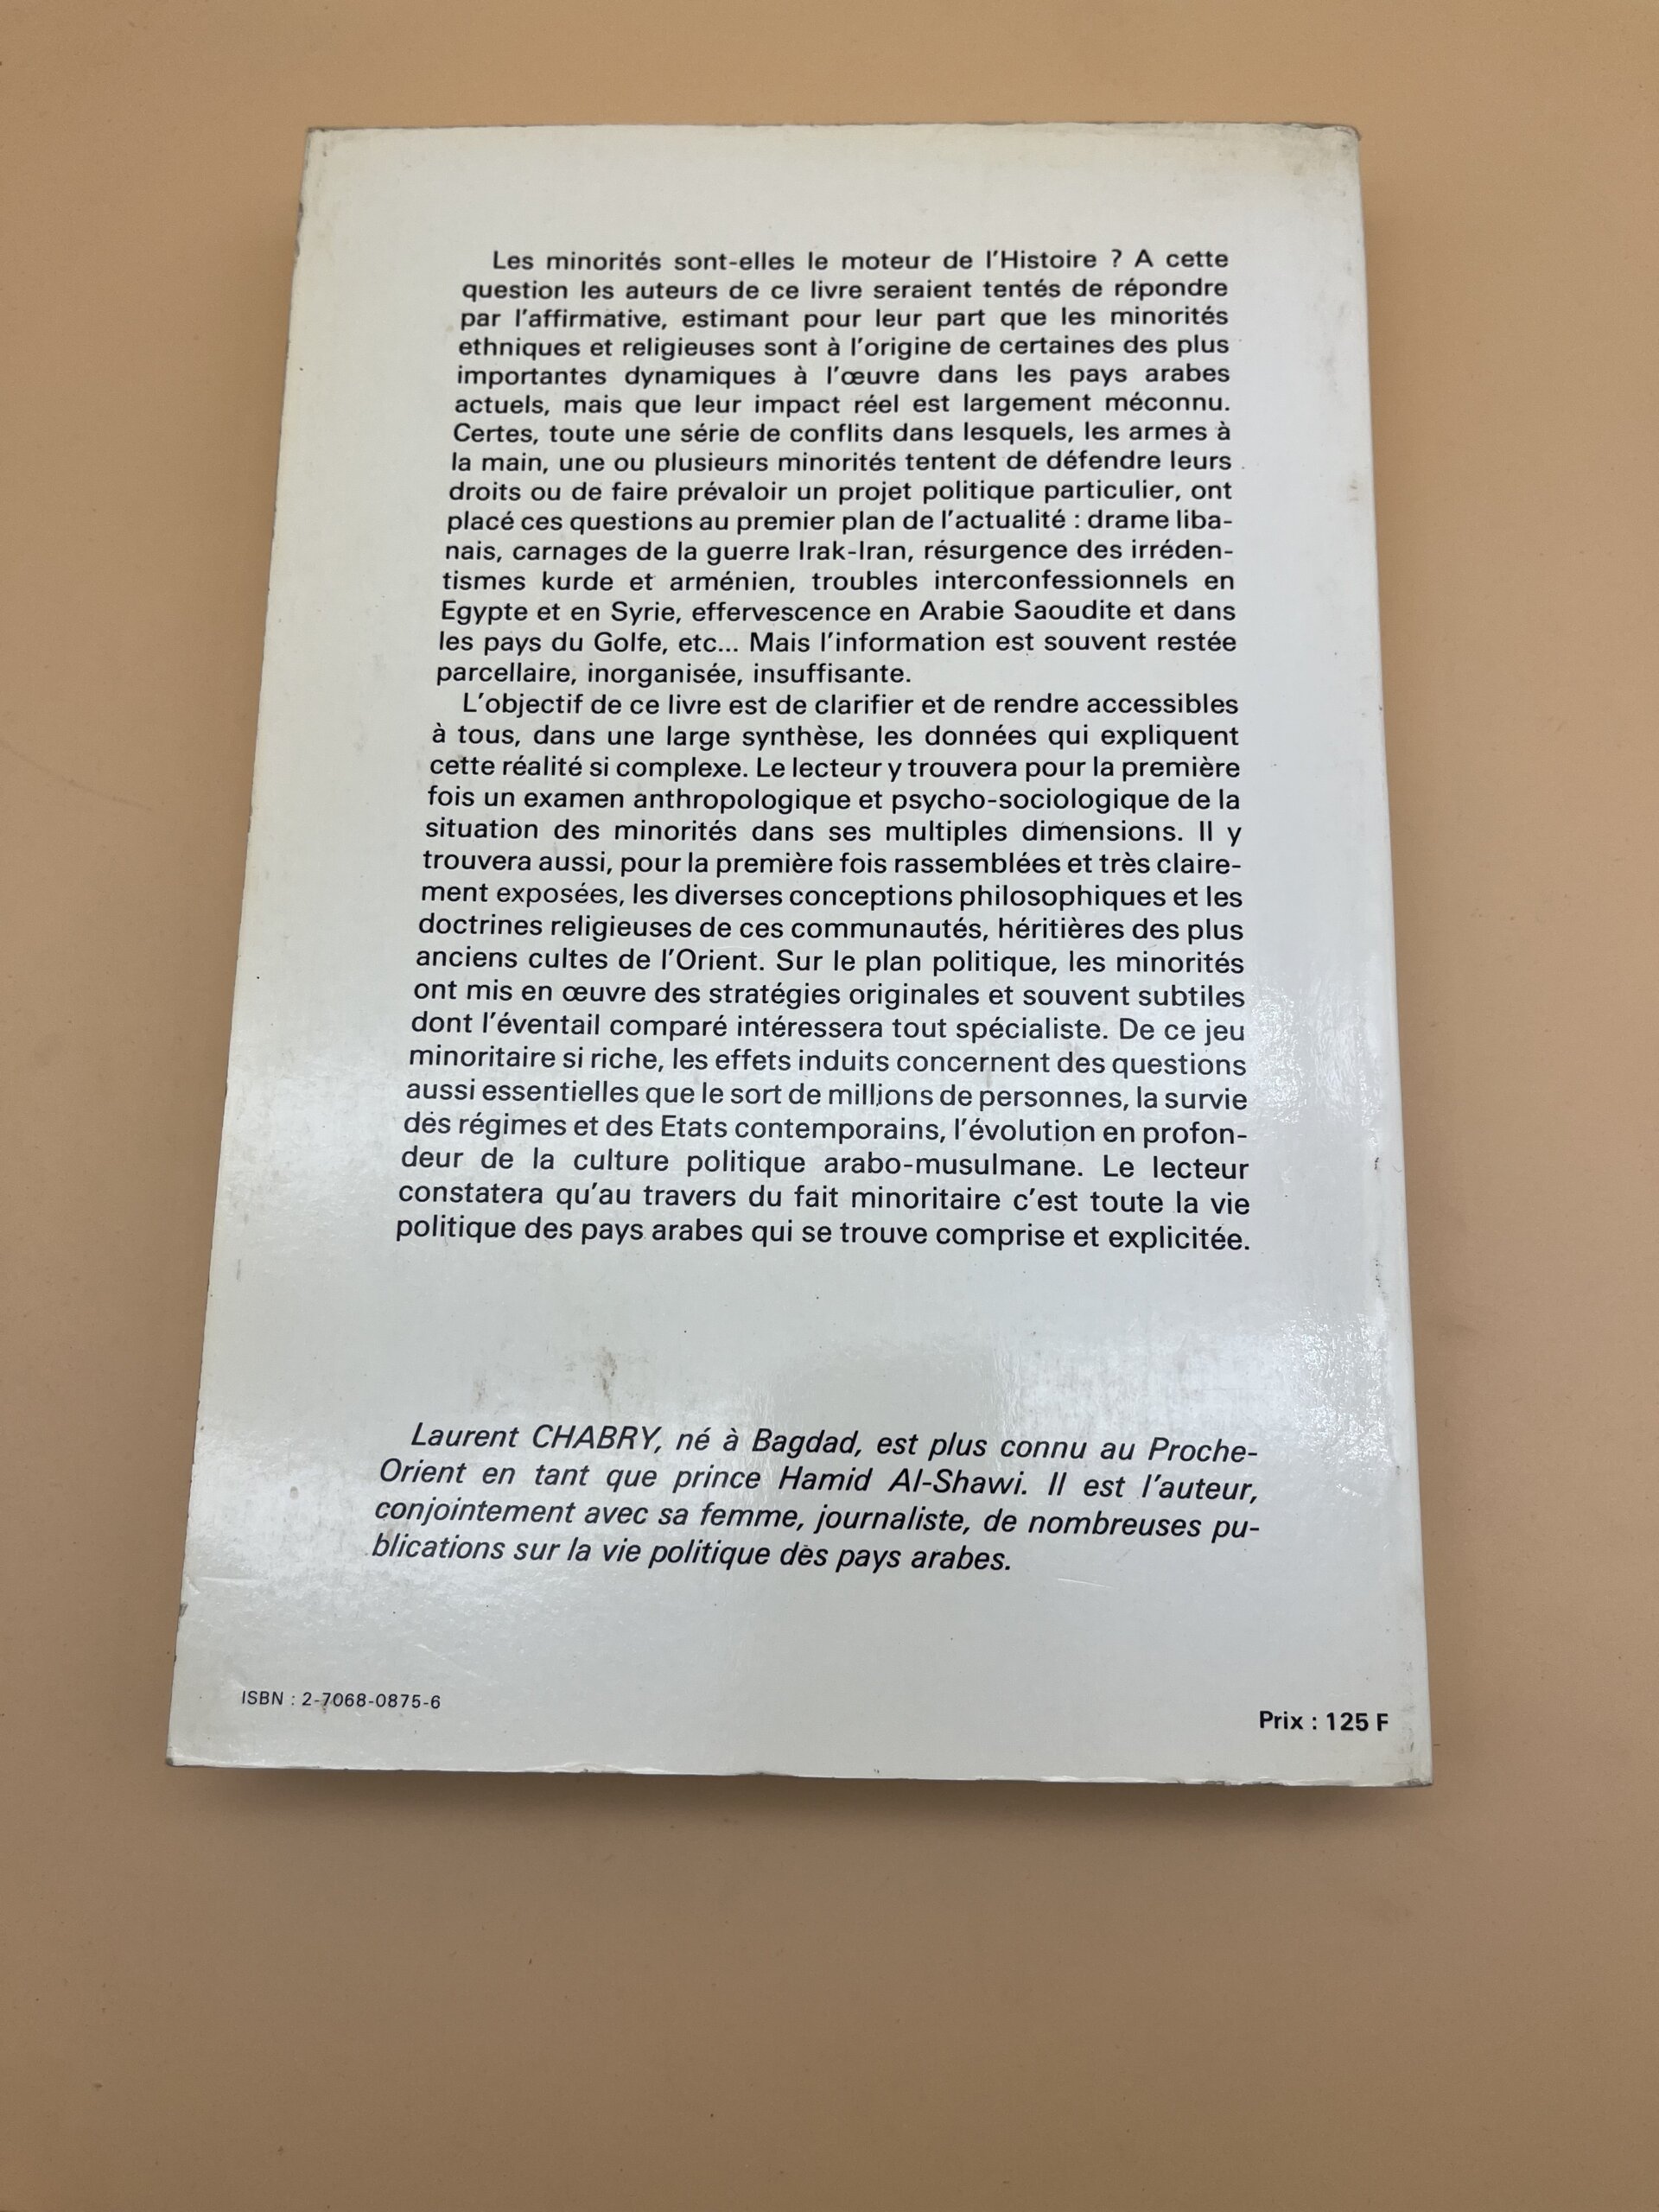 Les minorités sont-elles le moteur de l'Histoire ? A cette
question les auteurs de ce livre seraient tentés de répondre
par l'affirmative, estimant pour leur part que les minorités
ethniques et religieuses sont à l'origine de certaines des plus
importantes dynamiques à l'œuvre dans les pays arabes
actuels, mais que leur impact réel est largement méconnu.
Certes, toute une série de conflits dans lesquels, les armes à
la main, une ou plusieurs minorités tentent de défendre leurs
droits ou de faire prévaloir un projet politique particulier, ont
placé ces questions au premier plan de l'actualité : drame liba-
nais, carnages de la guerre Irak-Iran, résurgence des irréden-
tismes kurde et arménien, troubles interconfessionnels en
Egypte et en Syrie, effervescence en Arabie Saoudite et dans
les pays du Golfe, etc... Mais l'information est souvent restée
parcellaire, inorganisée, insuffisante.
L'objectif de ce livre est de clarifier et de rendre accessibles
à tous, dans une large synthèse, les données qui expliquent
cette réalité si complexe. Le lecteur y trouvera pour la première
fois un examen anthropologique et psycho-sociologique de la
situation des minorités dans ses multiples dimensions. Il y
trouvera aussi, pour la première fois rassemblées et très claire-
ment exposées, les diverses conceptions philosophiques et les
doctrines religieuses de ces communautés, héritières des plus
anciens cultes de l'Orient. Sur le plan politique, les minorités
ont mis en œuvre des stratégies originales et souvent subtiles
dont l'éventail comparé intéressera tout spécialiste. De ce jeu
minoritaire si riche, les effets induits concernent des questions
aussi essentielles que le sort de millions de personnes, la survie
des régimes et des Etats contemporains, l'évolution en profon-
deur de la culture politique arabo-musulmane. Le lecteur
constatera qu'au travers du fait minoritaire c'est toute la vie
politique des pays arabes qui se trouve comprise et explicitée.
Laurent CHABRY, né à Bagdad, est plus connu au Proche-
Orient en tant que prince Hamid Al-Shawi. Il est l'auteur,
conjointement avec sa femme, journaliste, de nombreuses pu-
blications sur la vie politique des pays arabes.
ISBN : 2-7068-0875-6
Prix : 125 F